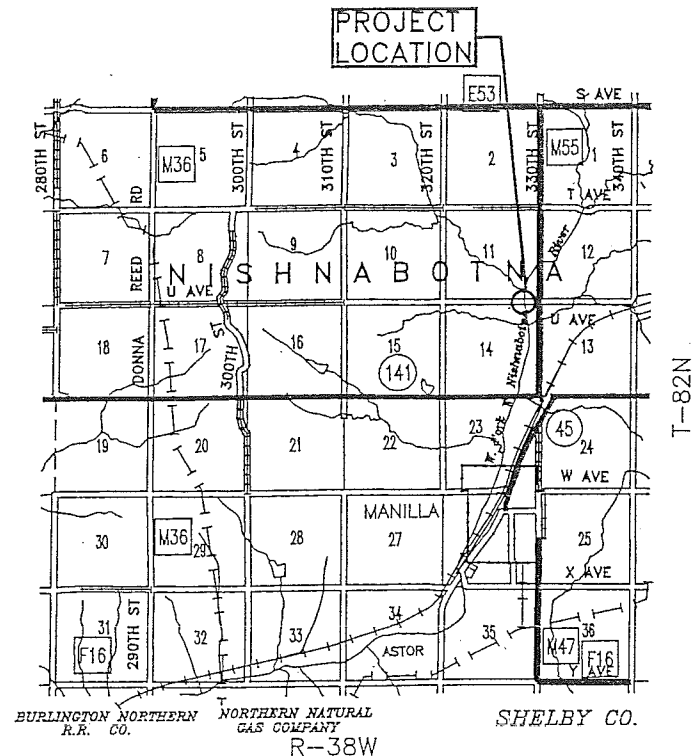 PROJECT
LOCATION
E53
S AVE
280TH ST
6
M36
5
300TH ST
4
310TH ST
3
320TH ST
2
330TH ST
M55
1
340TH ST
RD
T AVE
7
8
9
10
11
12
River
NISHNABOTNA
REED
U AVE
U AVE
18
DONNA
17
300TH ST
16
15
14
13
141
W. Fork W. Nishnabotna
T-82N
19
20
21
22
23
45
24
W AVE
30
M36
29
28
MANILLA
27
25
X AVE
31
F16
290TH ST
32
33
34
ASTOR
35
36
M47
F16
Y AVE
BURLINGTON NORTHERN
R.R. CO.
NORTHERN NATURAL
GAS COMPANY
SHELBY CO.
R-38W